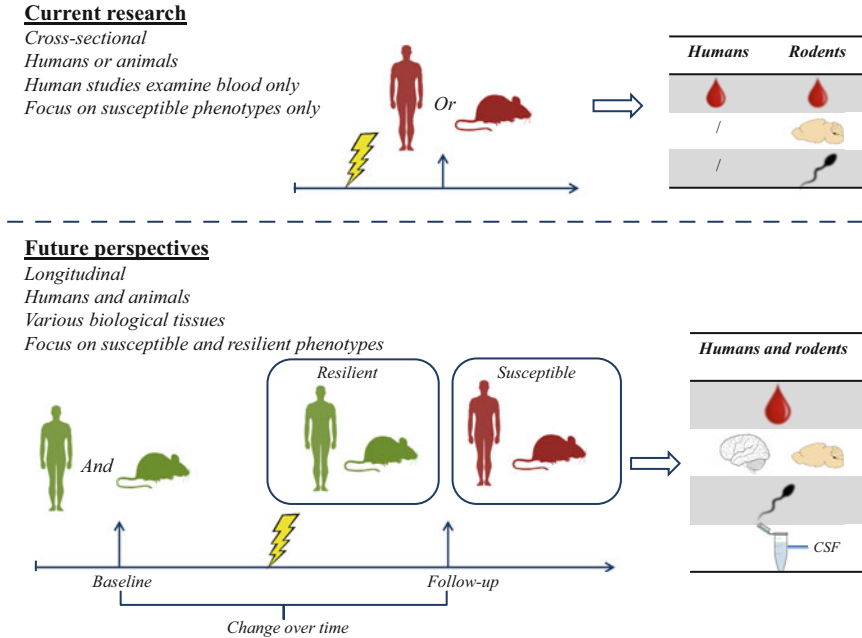 Current research
Cross-sectional
Humans or animals
Human studies examine blood only
Focus on susceptible phenotypes only
Or
Humans Rodents
/
/
Future perspectives
Longitudinal
Humans and animals
Various biological tissues
Focus on susceptible and resilient phenotypes
Resilient
Susceptible
And
Baseline
Follow-up
Change over time
Humans and rodents
CSF